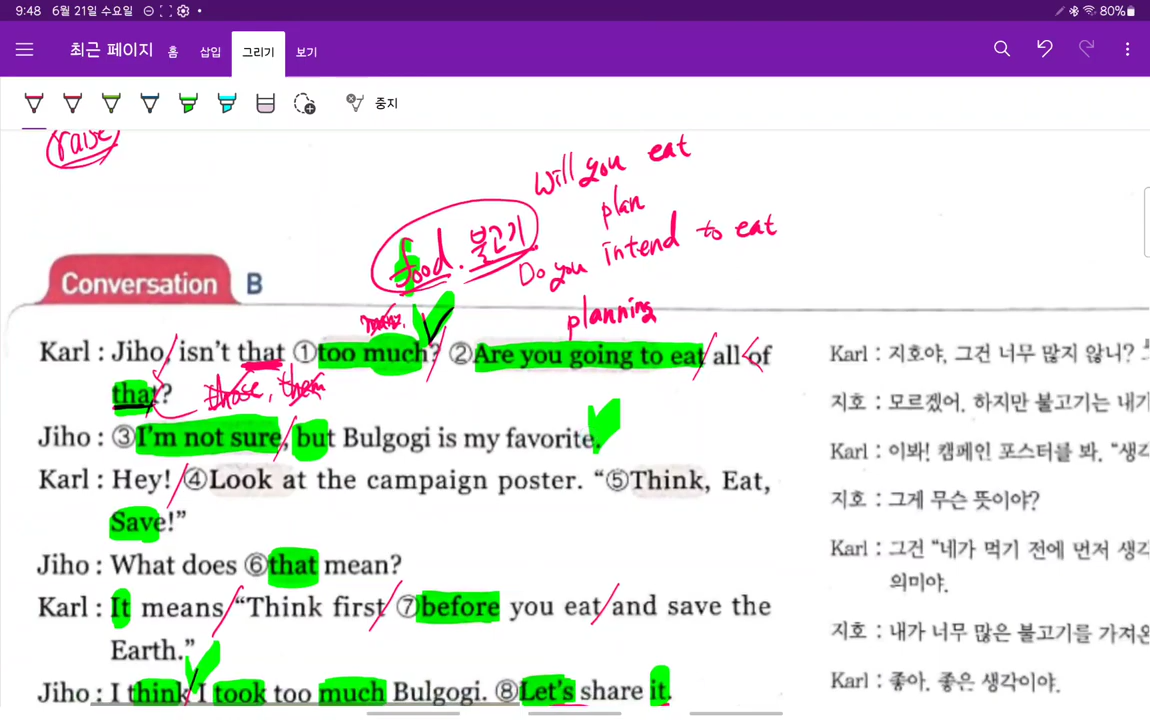 9:48 6월 21일 수요일 80%
최근 페이지 홈 삽입 그리기 보기
중지
raise
will you eat
plan
food. 불고기
Do you intend to eat
Conversation B
planning
many.
Karl : Jiho, isn't that ①too much? ②Are you going to eat all of
that?
those, them
Jiho : ③I'm not sure, but Bulgogi is my favorite.
Karl : Hey! ④Look at the campaign poster. “⑤Think, Eat,
Save!”
Jiho : What does ⑥that mean?
Karl : It means “Think first ⑦before you eat and save the
Earth.”
Jiho : I think I took too much Bulgogi. ⑧Let's share it.
Karl : 지호야, 그건 너무 많지 않니?
지호 : 모르겠어, 하지만 불고기는 내가
Karl : 이봐! 캠페인 포스터를 봐. “생각
지호 : 그게 무슨 뜻이야?
Karl : 그건 “네가 먹기 전에 먼저 생각
의미야.
지호 : 내가 너무 많은 불고기를 가져온
Karl : 좋아. 좋은 생각이야.